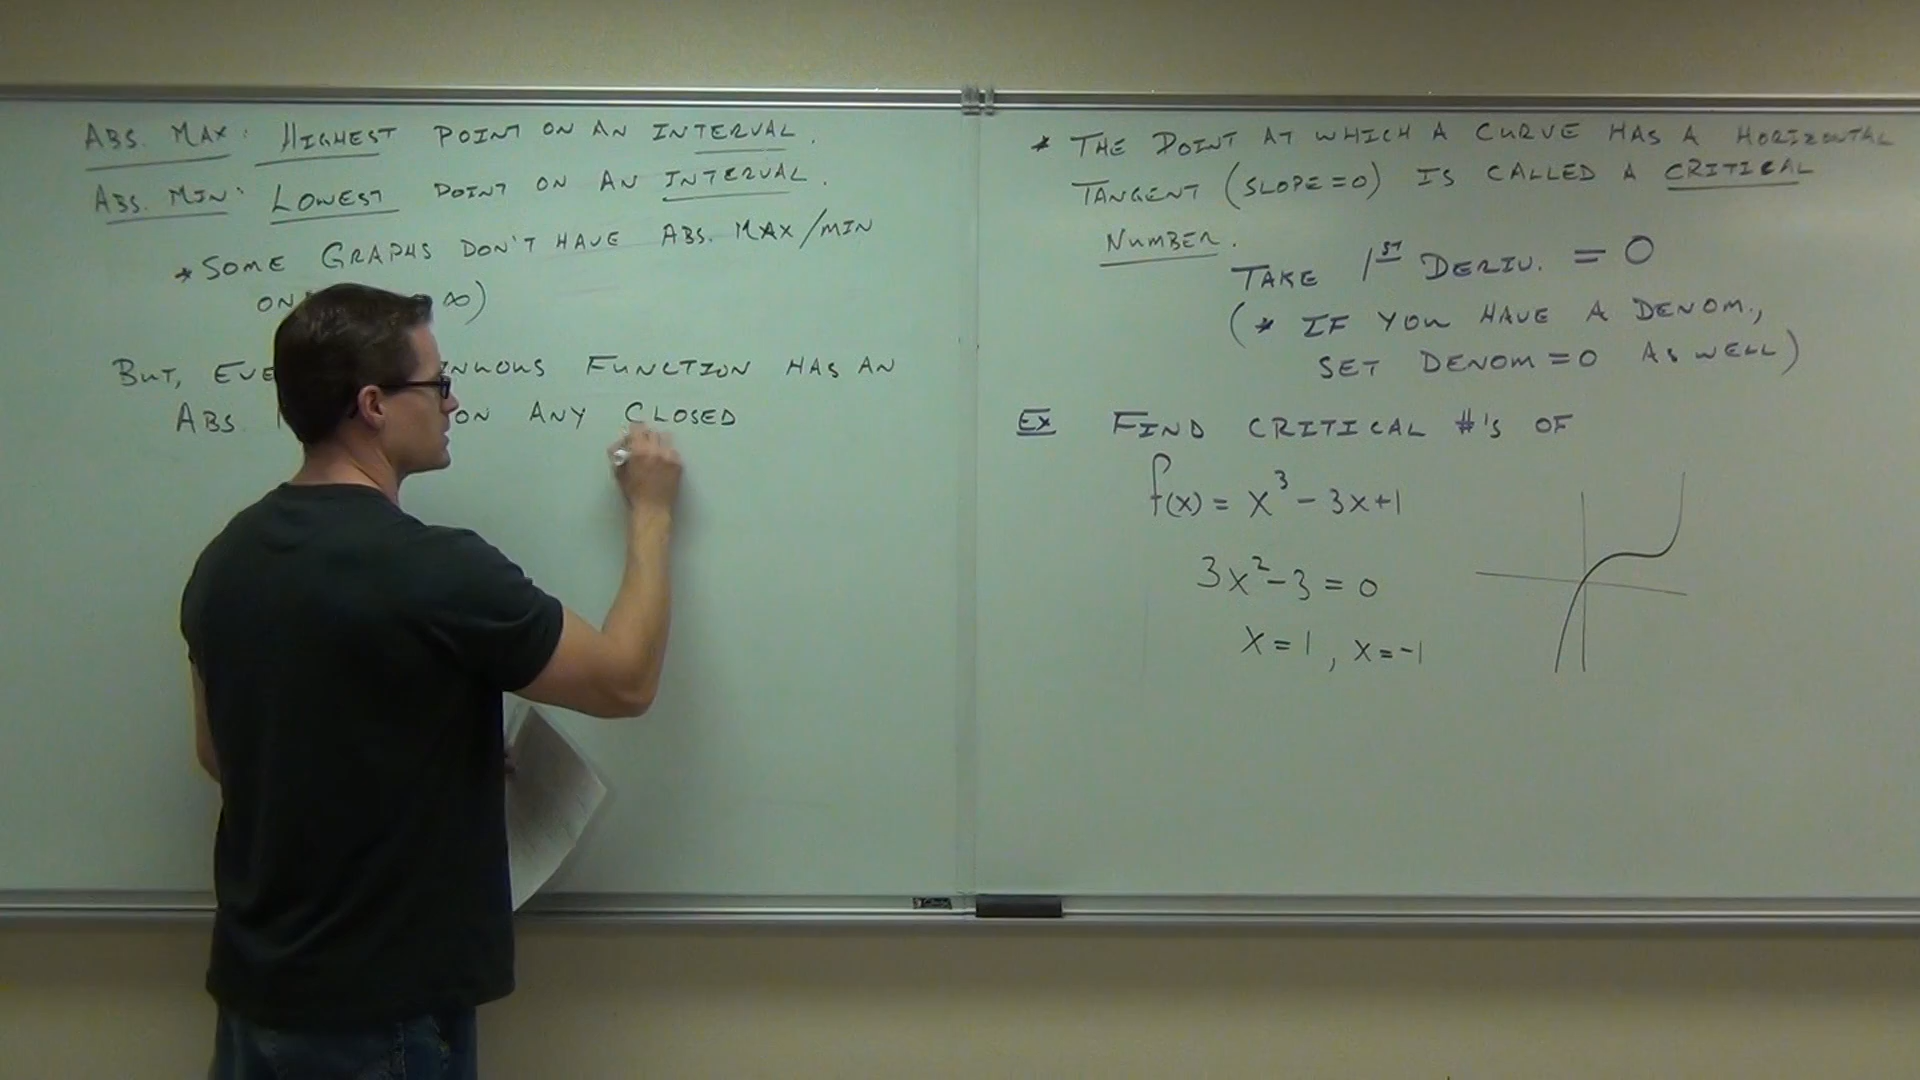 ABS. MAX: HIGHEST POINT ON AN INTERVAL.
ABS. MIN: LOWEST POINT ON AN INTERVAL.
* SOME GRAPHS DON'T HAVE ABS. MAX/MIN
ON ∞)
BUT, FUNCTION HAS AN
ABS ON ANY CLOSED
* THE POINT AT WHICH A CURVE HAS A HORIZONTAL
TANGENT (SLOPE=0) IS CALLED A CRITICAL
NUMBER.
TAKE 1ST DERIV. = 0
(* IF YOU HAVE A DENOM.,
SET DENOM=0 AS WELL)
EX FIND CRITICAL #'S OF
f(x) = x³ - 3x+1
3x² - 3 = 0
x = 1, x = -1